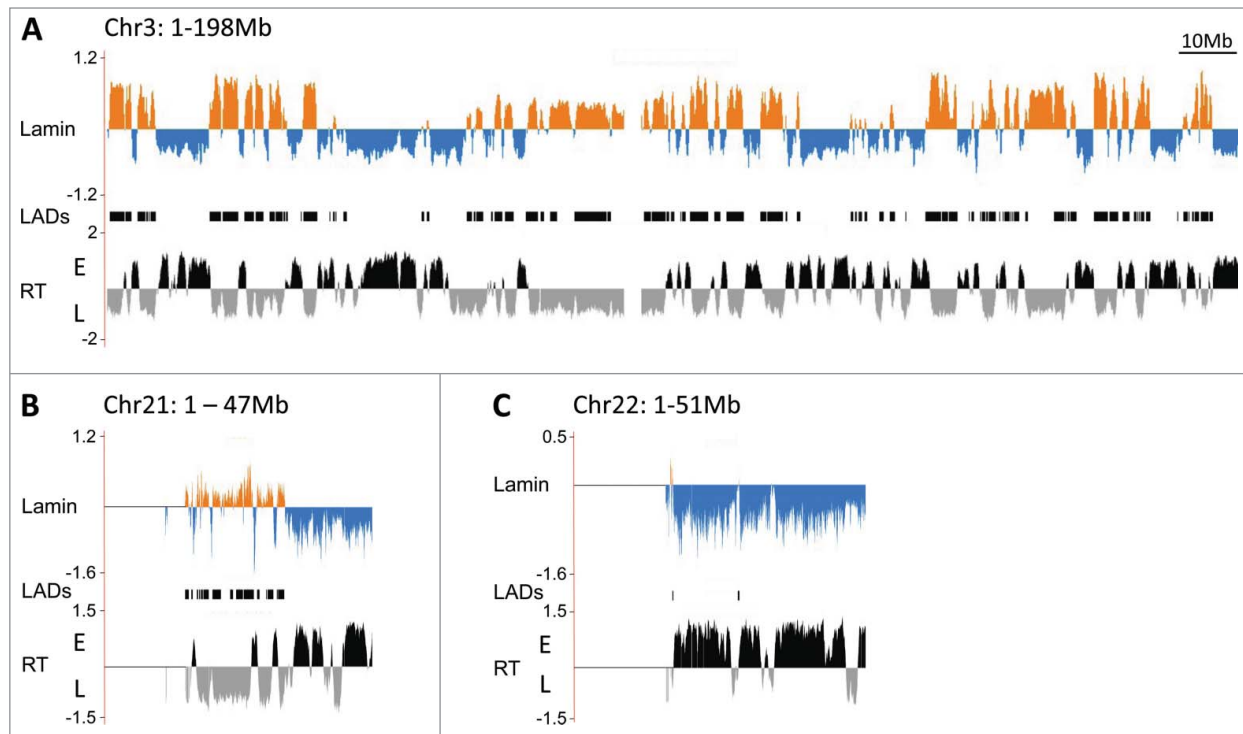 A Chr3: 1-198Mb
10Mb
1.2
Lamin
-1.2
LADs
2
E
RT
L
-2
B Chr21: 1 – 47Mb
1.2
Lamin
-1.6
LADs
1.5
E
RT
L
-1.5
C Chr22: 1-51Mb
0.5
Lamin
-1.6
LADs
1.5
E
RT
L
-1.5